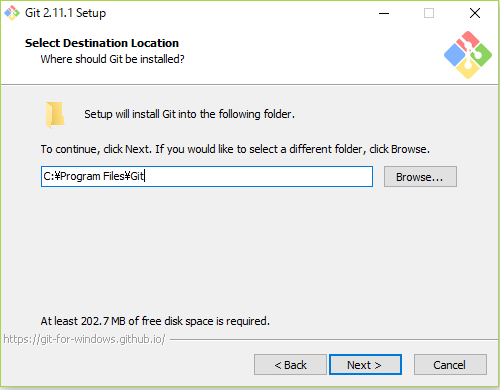 Git 2.11.1 Setup
Select Destination Location
Where should Git be installed?
Setup will install Git into the following folder.
To continue, click Next. If you would like to select a different folder, click Browse.
C:¥Program Files¥Git
Browse...
At least 202.7 MB of free disk space is required.
https://git-for-windows.github.io/
< Back
Next >
Cancel